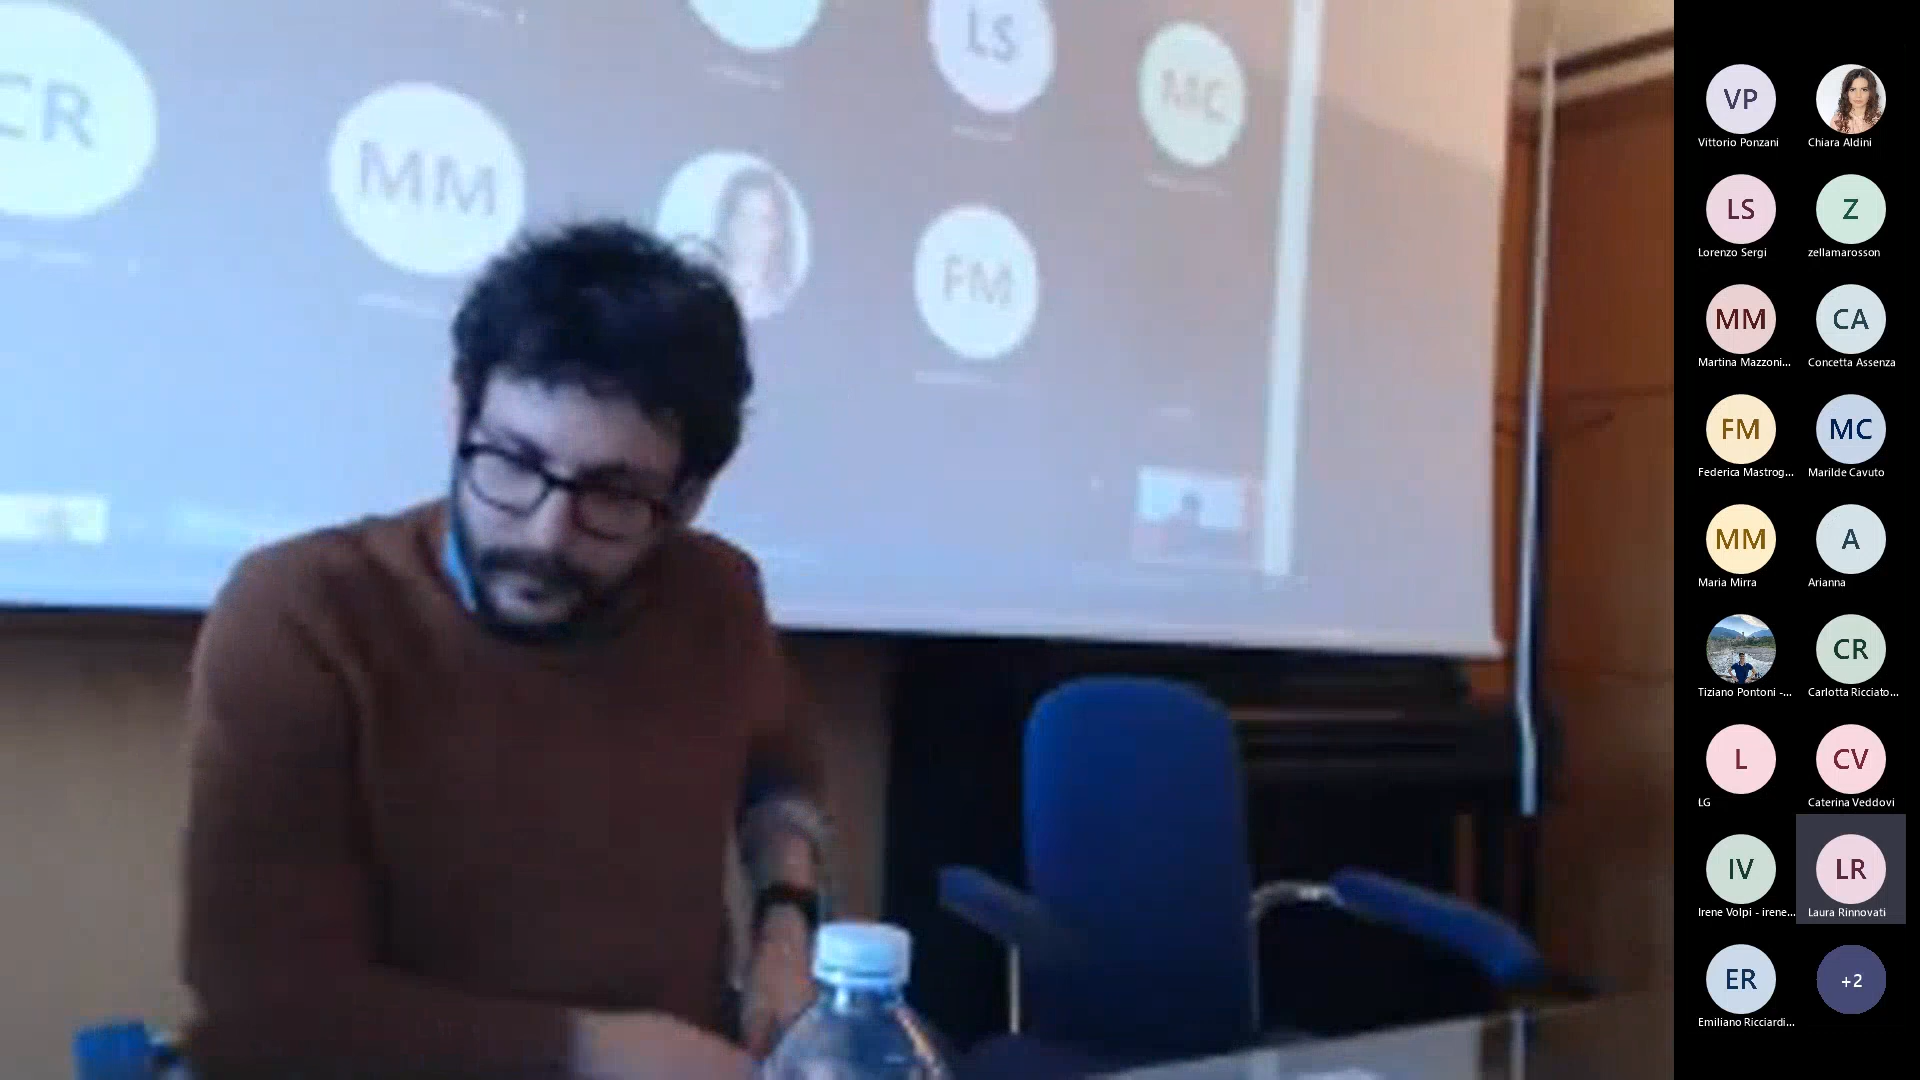 CR
MM
LS
MC
FM
VP
Vittorio Ponzani
Chiara Aldini
LS
Lorenzo Sergi
Z
zellamarosson
MM
Martina Mazzoni...
CA
Concetta Assenza
FM
Federica Mastrog...
MC
Marilde Cavuto
MM
Maria Mirra
A
Arianna
Tiziano Pontoni -...
CR
Carlotta Ricciato...
L
LG
CV
Caterina Veddovi
IV
Irene Volpi - irene...
LR
Laura Rinnovati
ER
Emiliano Ricciardi...
+2